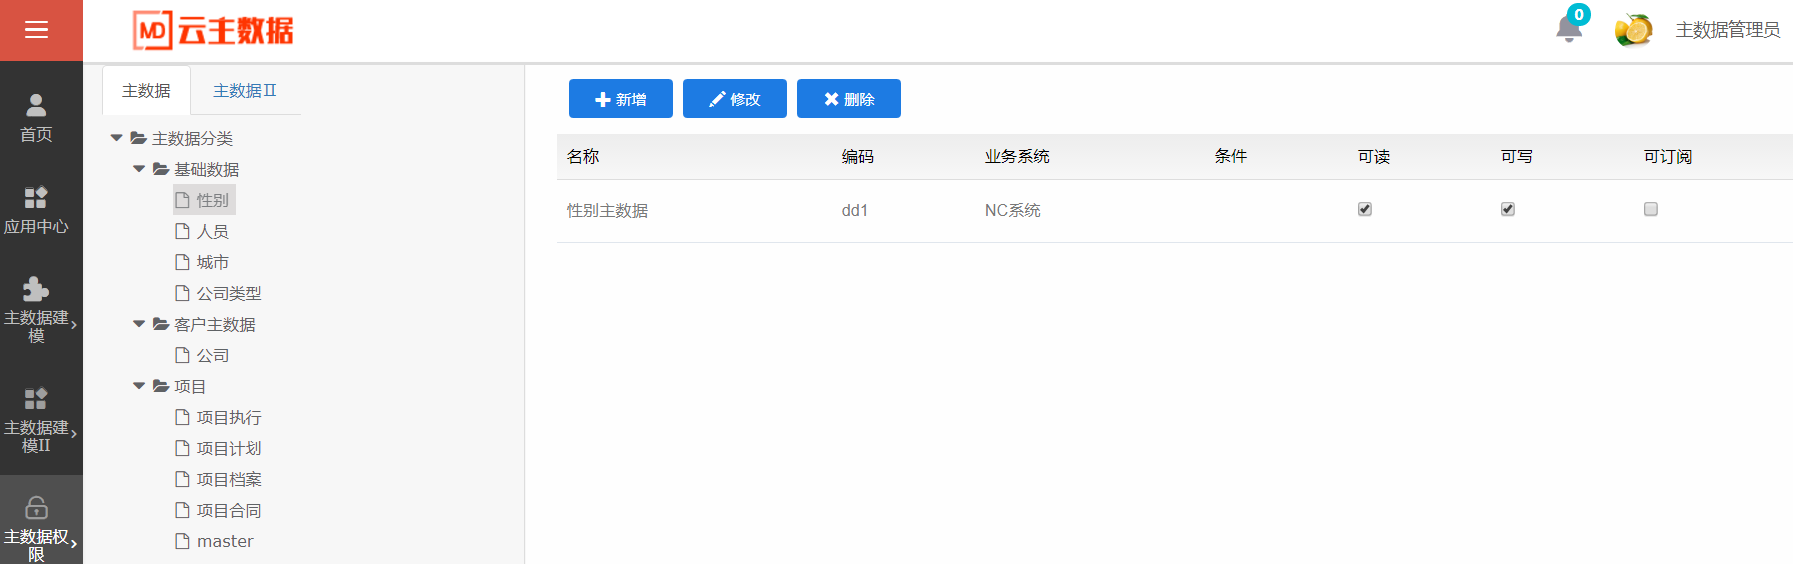 MD 云主数据
0
主数据管理员
首页
应用中心
主数据建
模
主数据建
模II
主数据权
限
主数据 主数据 II
主数据分类
基础数据
性别
人员
城市
公司类型
客户主数据
公司
项目
项目执行
项目计划
项目档案
项目合同
master
新增 修改 删除
名称 编码 业务系统 条件 可读 可写 可订阅
性别主数据 dd1 NC系统